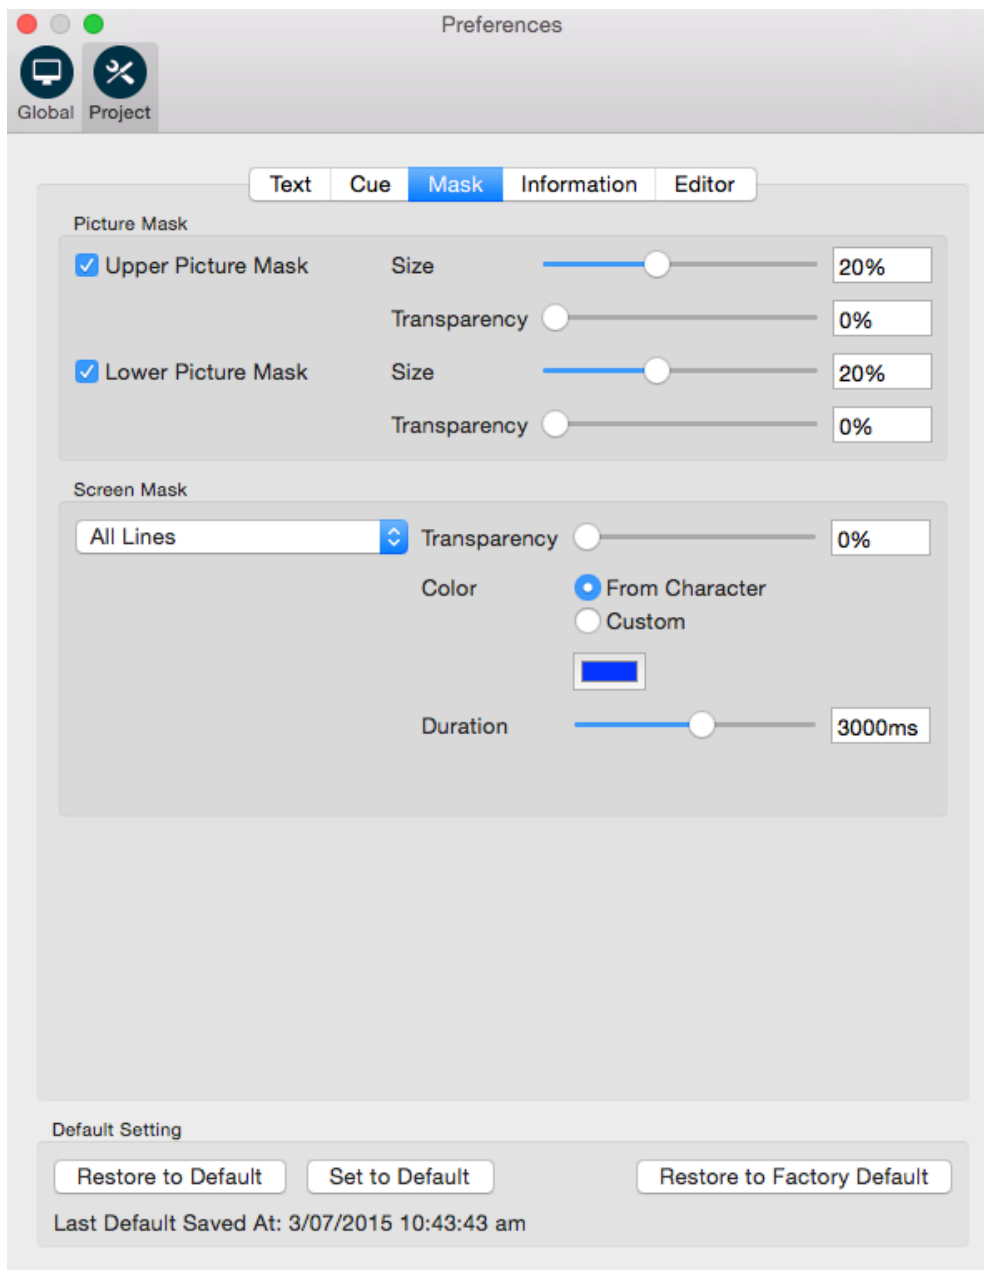 Preferences
Global Project
Text Cue Mask Information Editor
Picture Mask
Upper Picture Mask Size 20%
Transparency 0%
Lower Picture Mask Size 20%
Transparency 0%
Screen Mask
All Lines Transparency 0%
Color From Character
Custom
Duration 3000ms
Default Setting
Restore to Default Set to Default Restore to Factory Default
Last Default Saved At: 3/07/2015 10:43:43 am